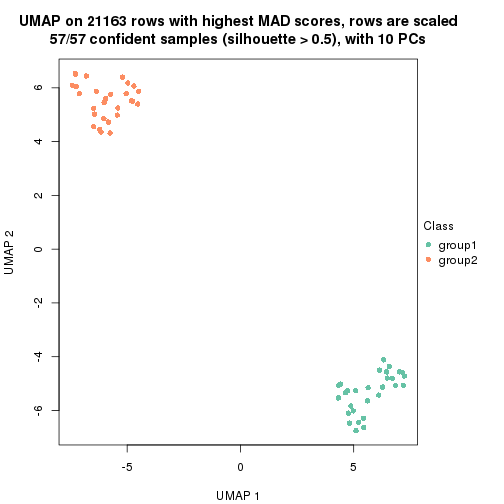 UMAP on 21163 rows with highest MAD scores, rows are scaled
57/57 confident samples (silhouette > 0.5), with 10 PCs
6
4
2
0
-2
-4
-6
UMAP 2
-5
0
5
UMAP 1
Class
group1
group2